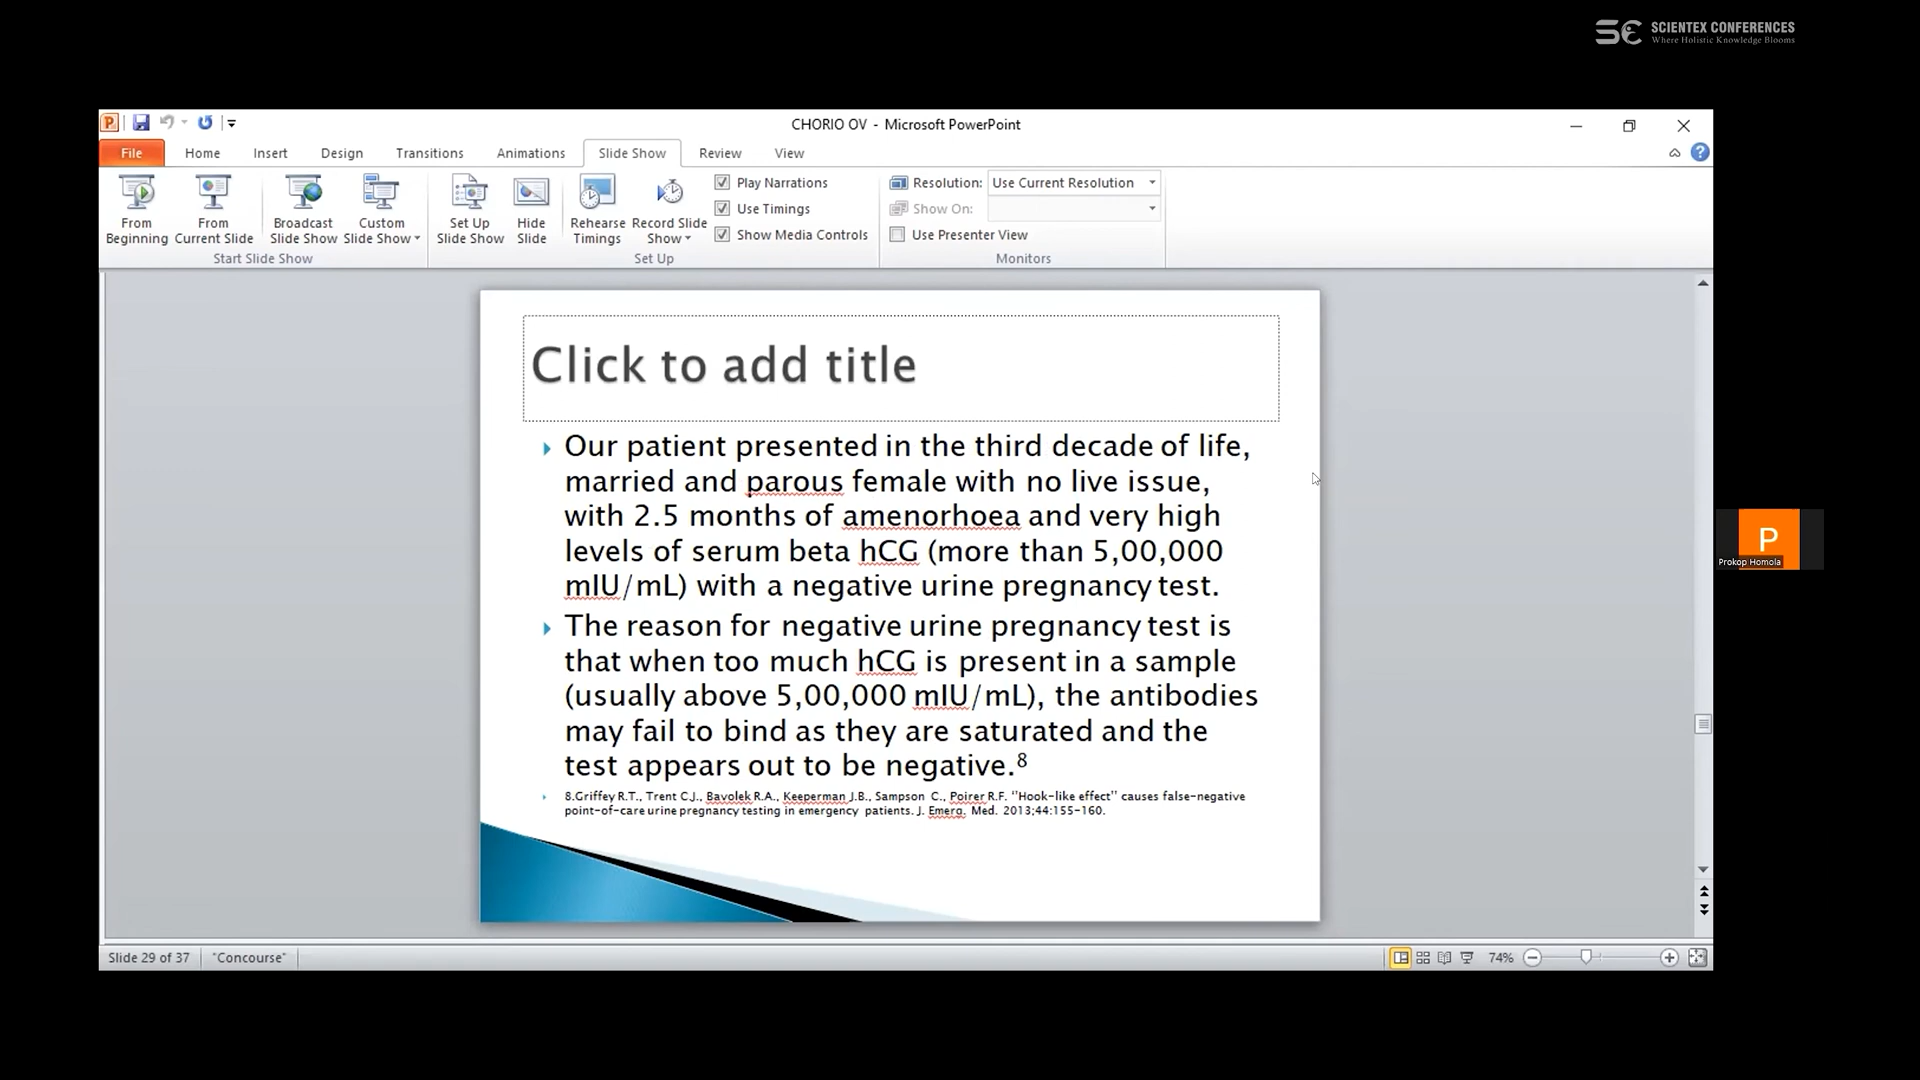 SCIENTEX CONFERENCES
Where Holistic Knowledge Blooms
CHORIO OV - Microsoft PowerPoint
File Home Insert Design Transitions Animations Slide Show Review View
From Beginning
From Current Slide
Broadcast Slide Show
Custom Slide Show
Start Slide Show
Set Up Slide Show
Hide Slide
Rehearse Timings
Record Slide Show
Play Narrations
Use Timings
Show Media Controls
Set Up
Resolution: Use Current Resolution
Show On:
Use Presenter View
Monitors
Click to add title
Our patient presented in the third decade of life,
married and parous female with no live issue,
with 2.5 months of amenorhoea and very high
levels of serum beta hCG (more than 5,00,000
mIU/mL) with a negative urine pregnancy test.
The reason for negative urine pregnancy test is
that when too much hCG is present in a sample
(usually above 5,00,000 mIU/mL), the antibodies
may fail to bind as they are saturated and the
test appears out to be negative.8
8.Griffey R.T., Trent C.J., Bavolek R.A., Keeperman J.B., Sampson C., Poirer R.F. "Hook-like effect" causes false-negative
point-of-care urine pregnancy testing in emergency patients. J. Emerg. Med. 2013;44:155-160.
P
Prokop Homola
Slide 29 of 37 "Concourse" 74%